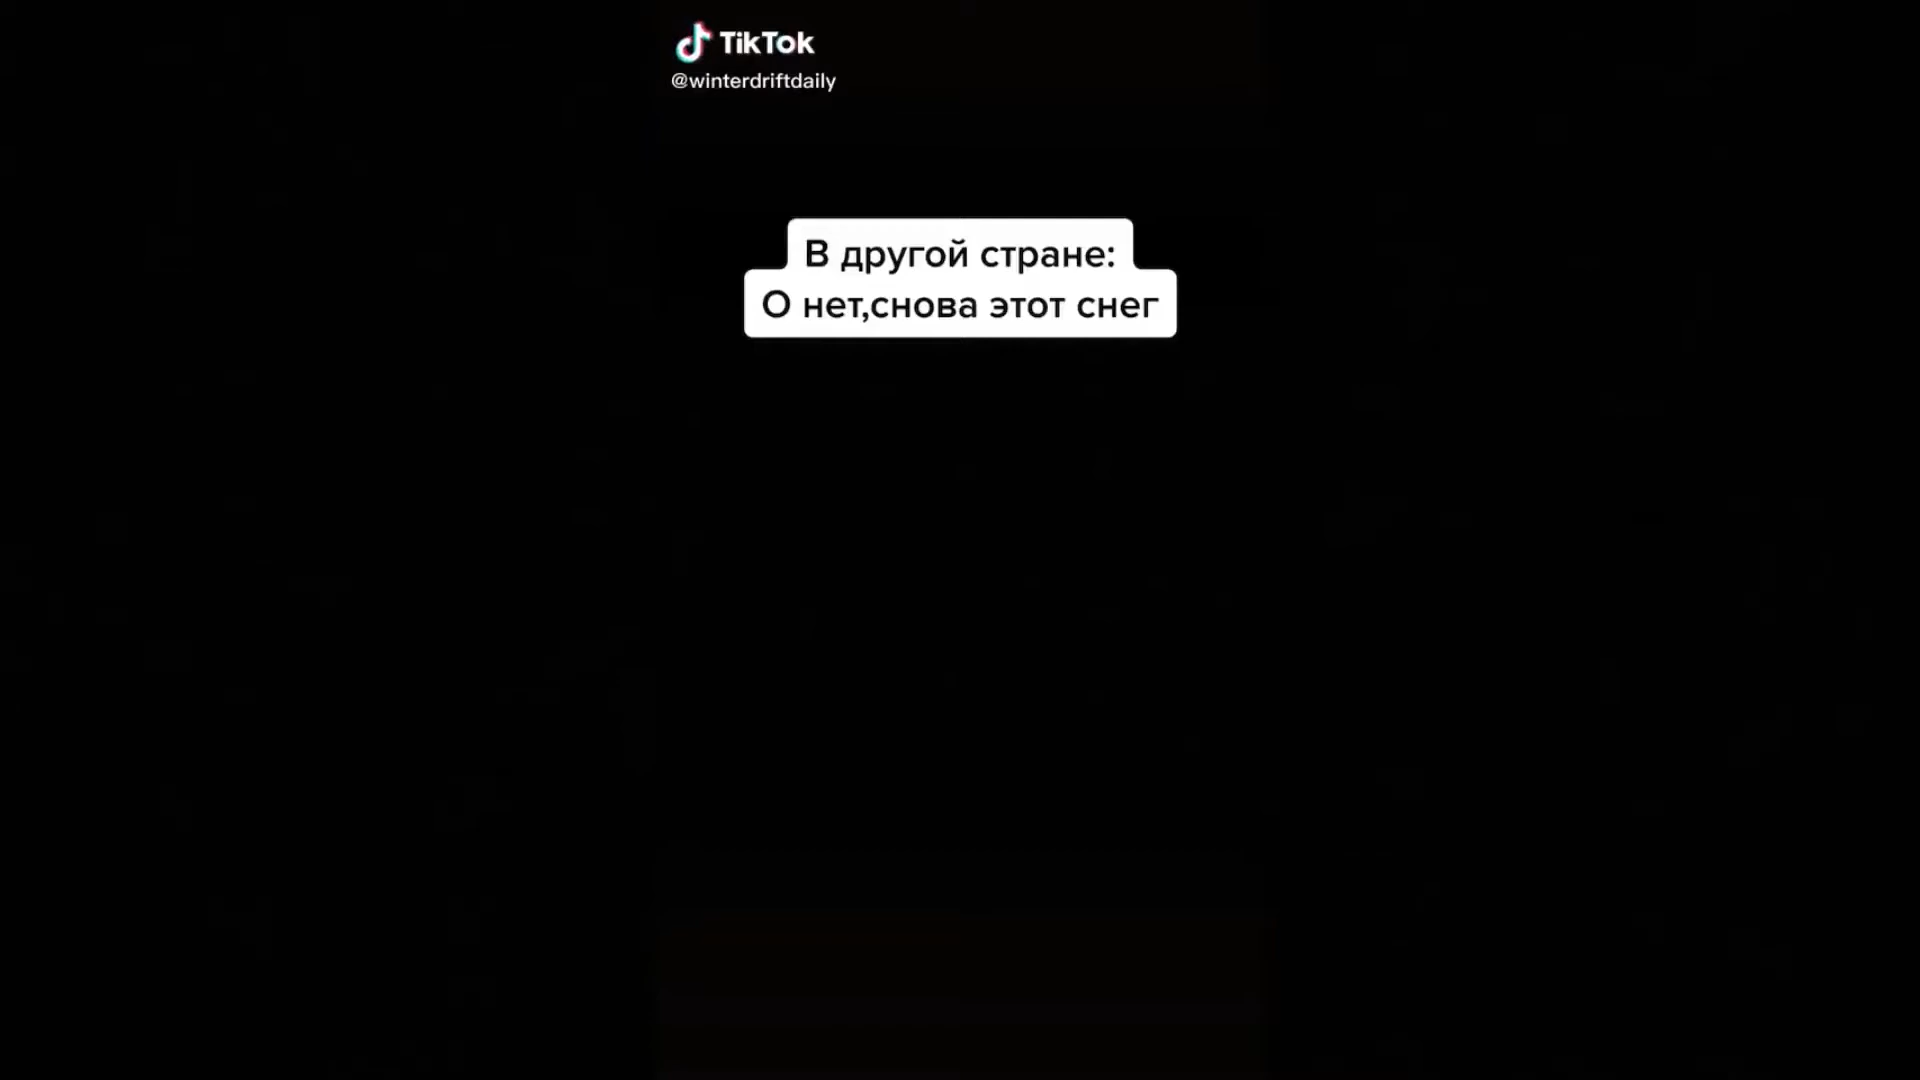 TikTok
@winterdriftdaily
В другой стране:
О нет,снова этот снег